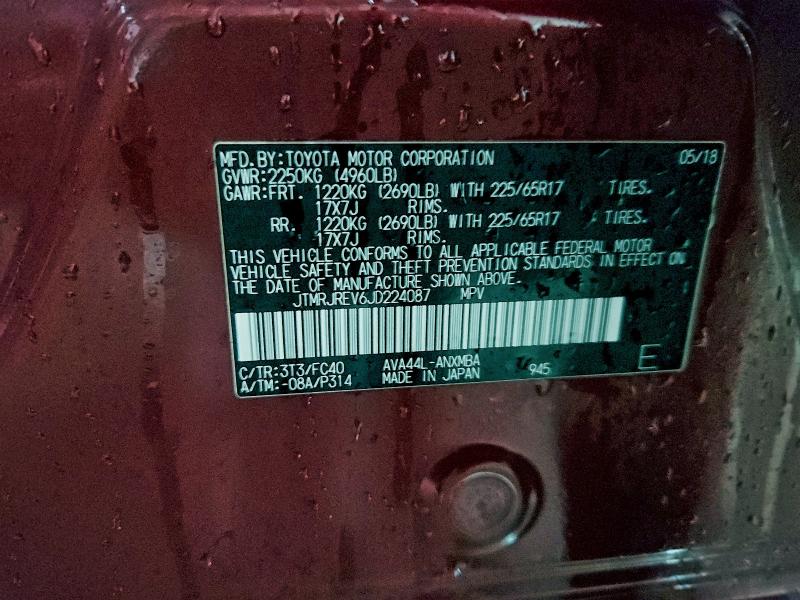 MFD.BY:TOYOTA MOTOR CORPORATION 05/18
GVWR:2250KG (4960LB)
GAWR:FRT. 1220KG (2690LB) WITH 225/65R17 TIRES.
17X7J RIMS.
RR. 1220KG (2690LB) WITH 225/65R17 TIRES.
17X7J RIMS.
THIS VEHICLE CONFORMS TO ALL APPLICABLE FEDERAL MOTOR
VEHICLE SAFETY AND THEFT PREVENTION STANDARDS IN EFFECT ON
THE DATE OF MANUFACTURE SHOWN ABOVE.
JTMRJREV6JD224087 MPV
C/TR:3T3/FC40 AVA44L-ANXMBA
A/TM:-08A/P314 MADE IN JAPAN 945 E